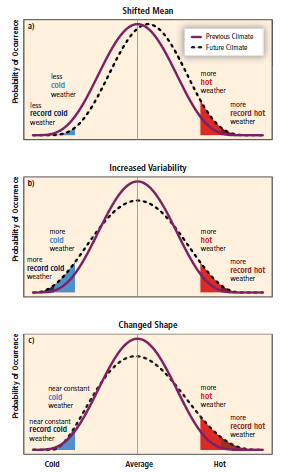 Shifted Mean
Probability of Occurrence
a)
Previous Climate
Future Climate
less
cold
weather
less
record cold
weather
more
hot
weather
more
record hot
weather
Increased Variability
Probability of Occurrence
b)
more
cold
weather
more
record cold
weather
more
hot
weather
more
record hot
weather
Changed Shape
Probability of Occurrence
c)
near constant
cold
weather
near constant
record cold
weather
more
hot
weather
more
record hot
weather
Cold
Average
Hot